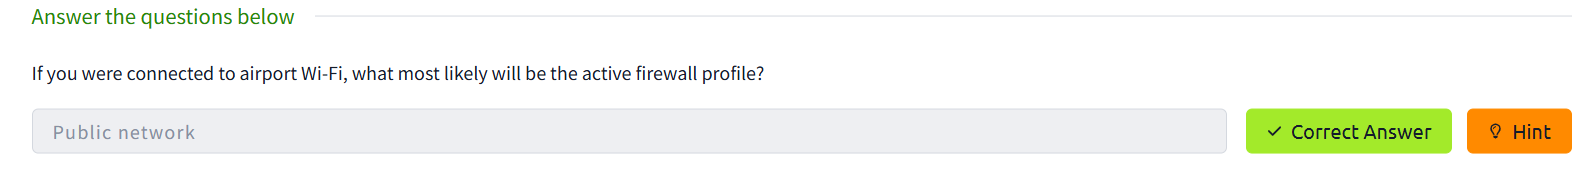 Answer the questions below
If you were connected to airport Wi-Fi, what most likely will be the active firewall profile?
Public network
Correct Answer
Hint